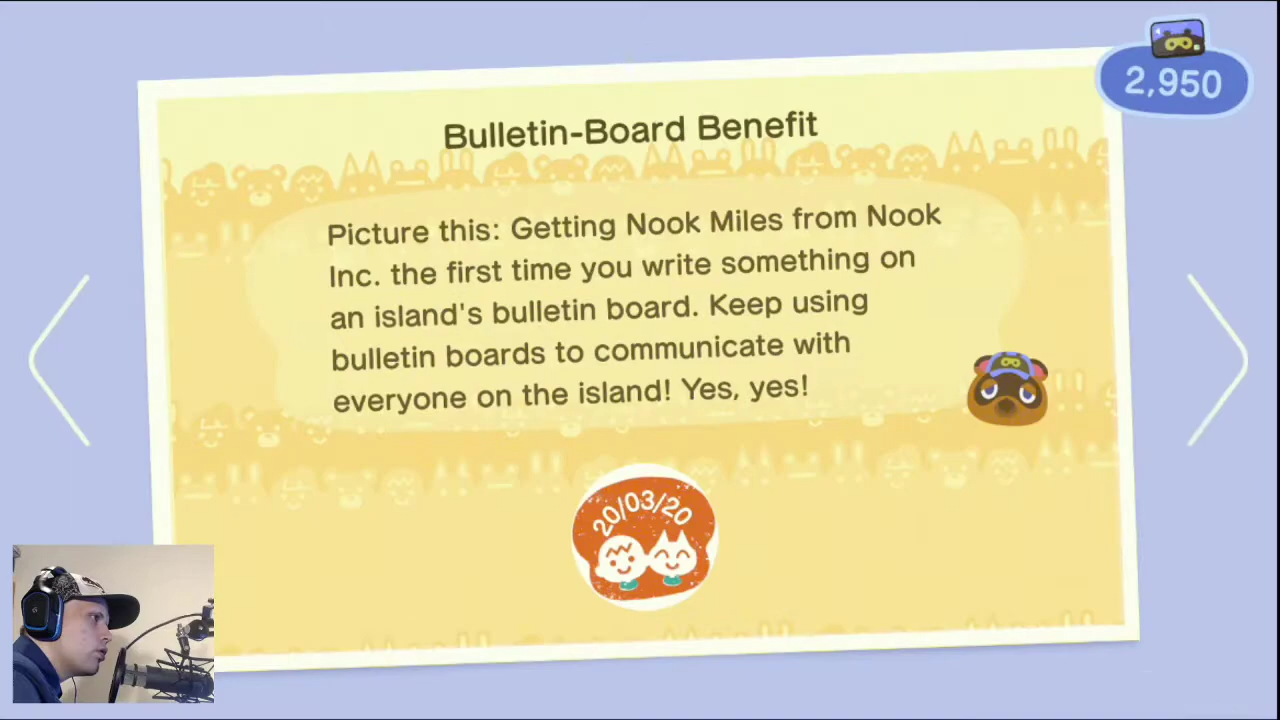 2,950
Bulletin-Board Benefit
Picture this: Getting Nook Miles from Nook
Inc. the first time you write something on
an island's bulletin board. Keep using
bulletin boards to communicate with
everyone on the island! Yes, yes!
20/03/20